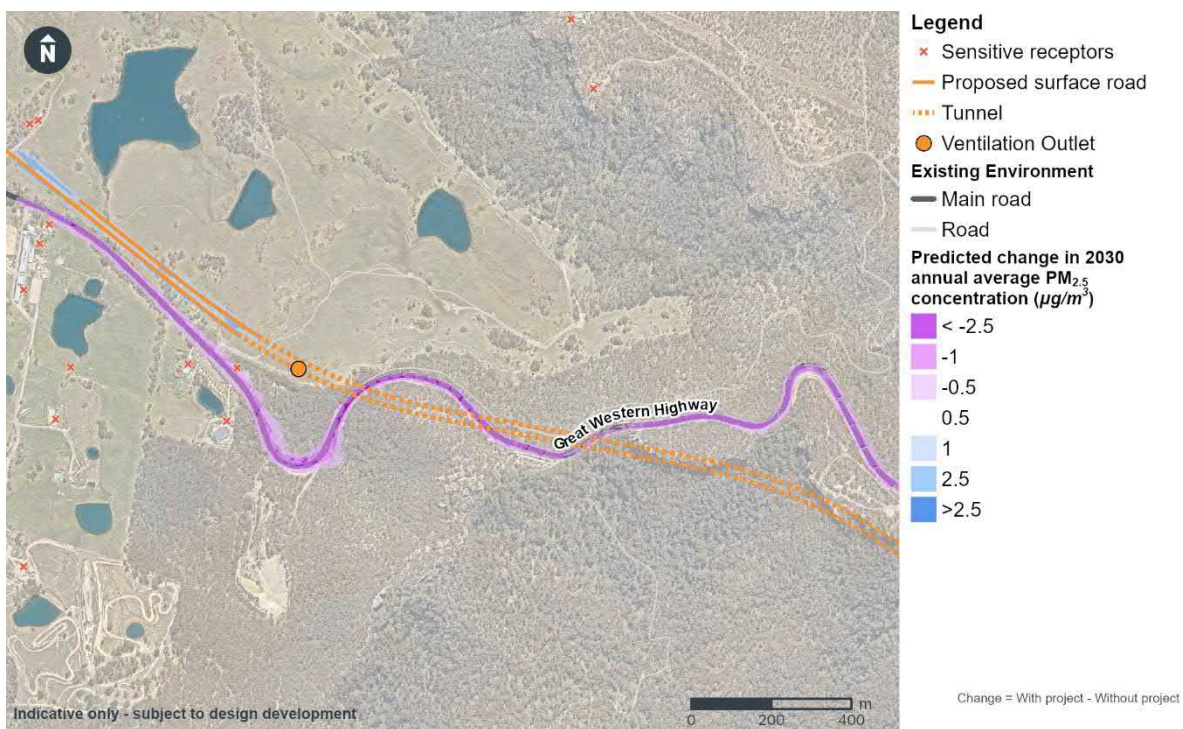 N
Great Western Highway
Indicative only - subject to design development
m
0 200 400
Legend
Sensitive receptors
Proposed surface road
Tunnel
Ventilation Outlet
Existing Environment
Main road
Road
Predicted change in 2030
annual average PM2.5
concentration (µg/m³)
< -2.5
-1
-0.5
0.5
1
2.5
>2.5
Change = With project - Without project